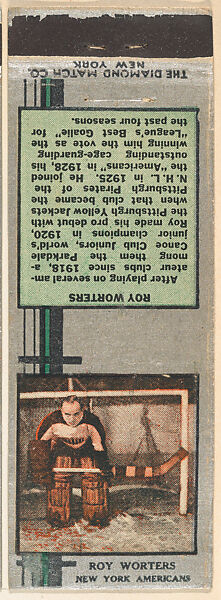 THE DIAMOND MATCH CO.
NEW YORK
ROY WORTERS
After playing on several am-
ateur clubs since 1918, a-
mong them the Parkdale
Canoe Club Juniors, world's
junior champions in 1920,
Roy made his pro debut with
the Pittsburgh Yellow Jackets
when that club became the
Pittsburgh Pirates of the
N.H.L. in 1925. He joined
the "Americans" in 1928, his
outstanding cage-guarding
winning him the vote as the
"League's Best Goalie" for
the past four seasons.
ROY WORTERS
NEW YORK AMERICANS